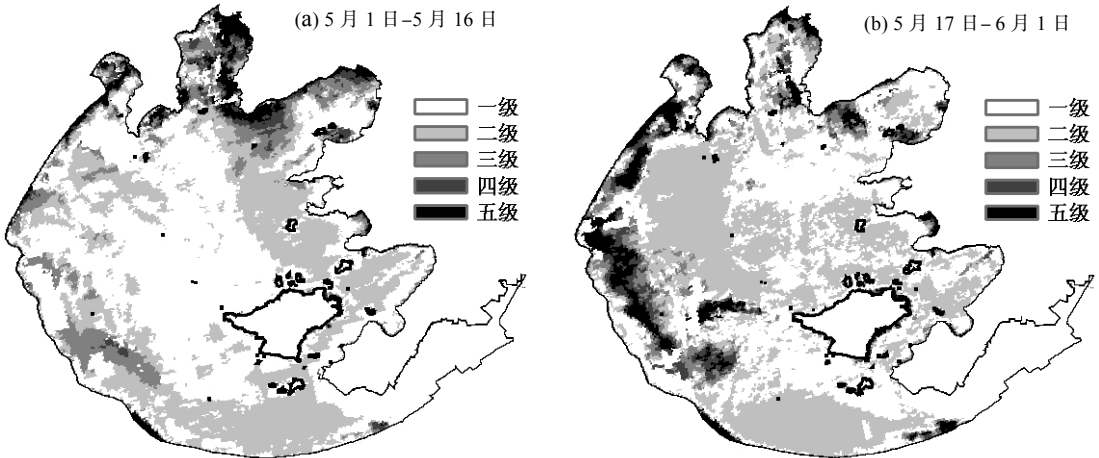 (a) 5 月 1 日–5 月 16 日
一级
二级
三级
四级
五级
(b) 5 月 17 日–6 月 1 日
一级
二级
三级
四级
五级